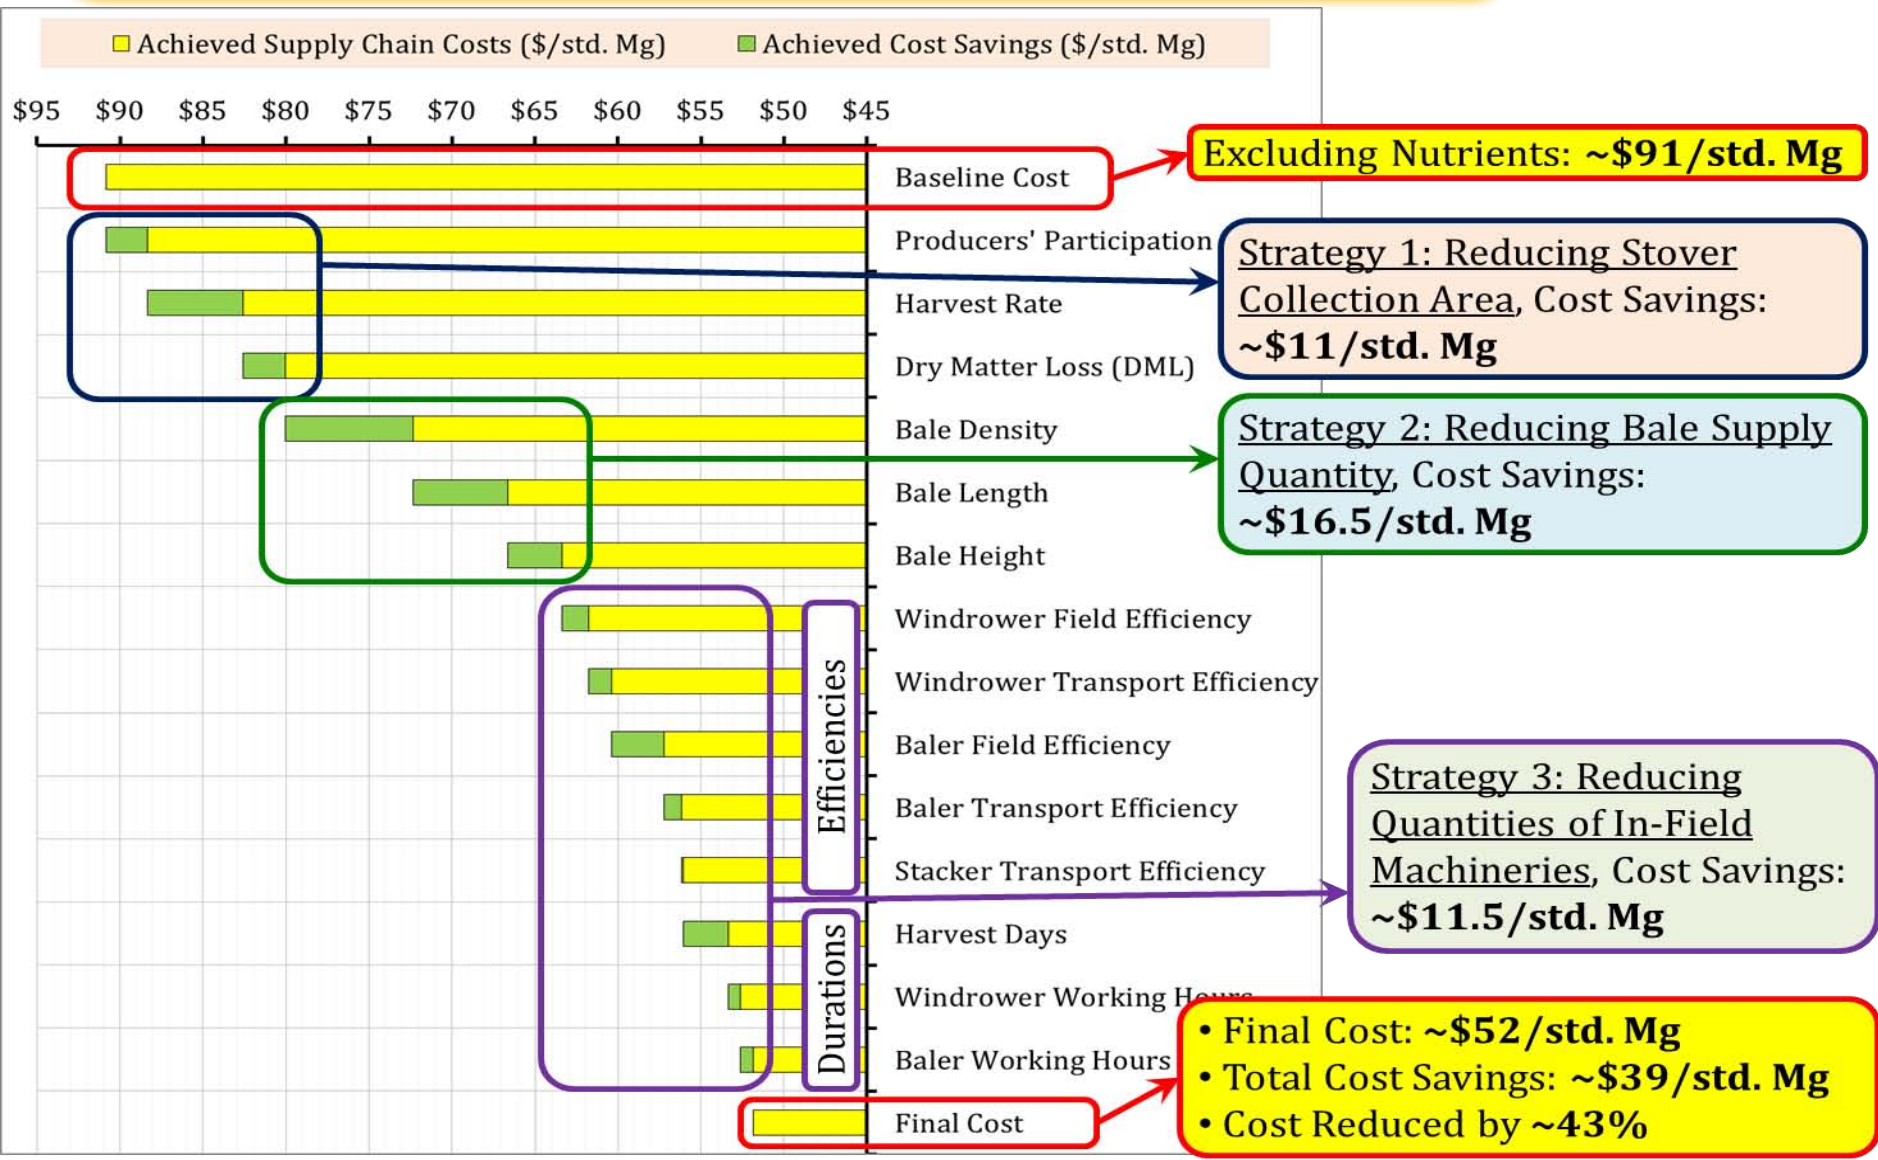 Achieved Supply Chain Costs ($/std. Mg)
Achieved Cost Savings ($/std. Mg)
$95 $90 $85 $80 $75 $70 $65 $60 $55 $50 $45
Baseline Cost
Excluding Nutrients: ~$91/std. Mg
Producers' Participation
Harvest Rate
Dry Matter Loss (DML)
Strategy 1: Reducing Stover
Collection Area, Cost Savings:
~$11/std. Mg
Bale Density
Bale Length
Bale Height
Strategy 2: Reducing Bale Supply
Quantity, Cost Savings:
~$16.5/std. Mg
Efficiencies
Windrower Field Efficiency
Windrower Transport Efficiency
Baler Field Efficiency
Baler Transport Efficiency
Stacker Transport Efficiency
Strategy 3: Reducing
Quantities of In-Field
Machineries, Cost Savings:
~$11.5/std. Mg
Durations
Harvest Days
Windrower Working Hours
Baler Working Hours
Final Cost
• Final Cost: ~$52/std. Mg
• Total Cost Savings: ~$39/std. Mg
• Cost Reduced by ~43%